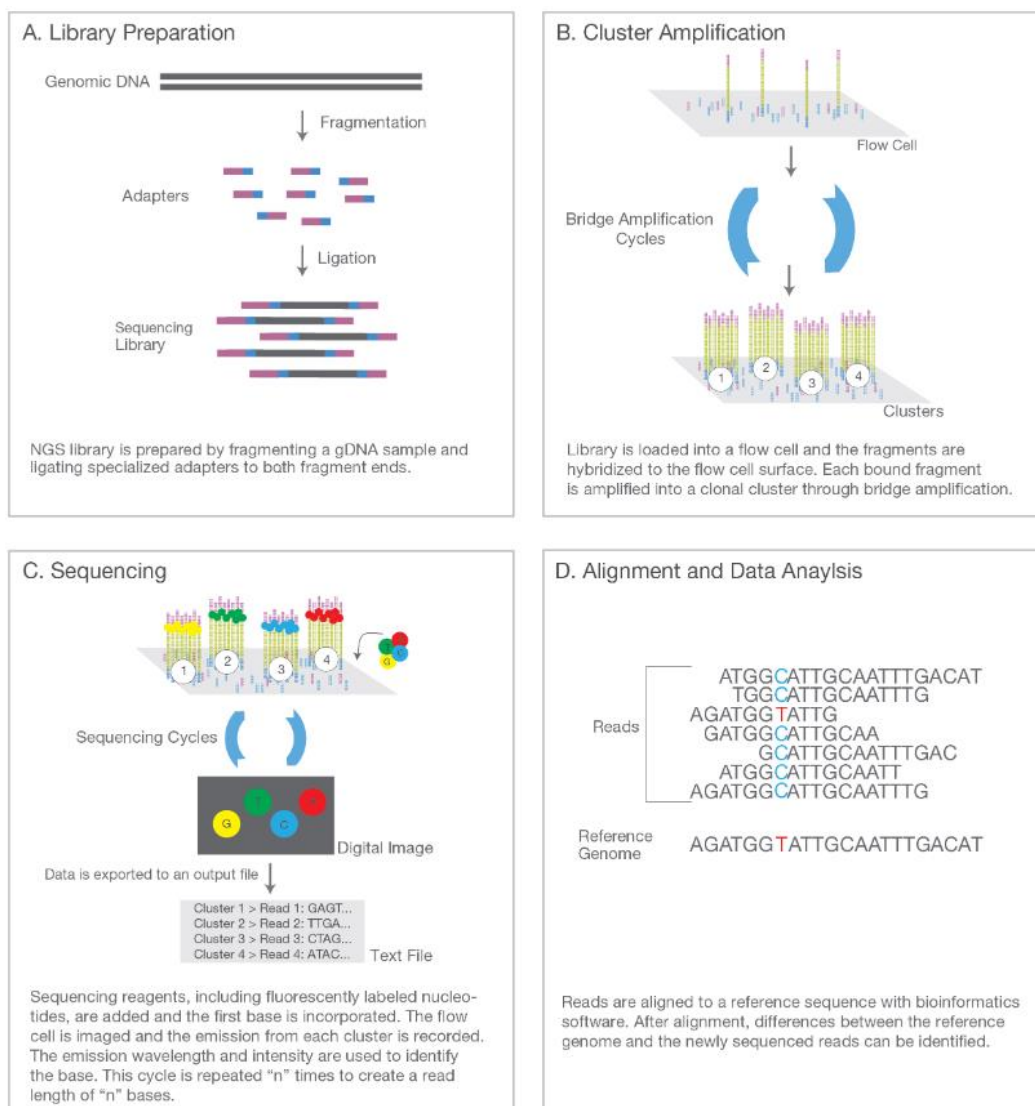 A. Library Preparation
Genomic DNA
Fragmentation
Adapters
Ligation
Sequencing
Library
NGS library is prepared by fragmenting a gDNA sample and
ligating specialized adapters to both fragment ends.
B. Cluster Amplification
Flow Cell
Bridge Amplification
Cycles
1
2
3
4
Clusters
Library is loaded into a flow cell and the fragments are
hybridized to the flow cell surface. Each bound fragment
is amplified into a clonal cluster through bridge amplification.
C. Sequencing
1
2
3
4
T
G
C
Sequencing Cycles
T
G
C
Digital Image
Data is exported to an output file
Cluster 1 > Read 1: GAGT...
Cluster 2 > Read 2: TTGA...
Cluster 3 > Read 3: CTAG...
Cluster 4 > Read 4: ATAC...
Text File
Sequencing reagents, including fluorescently labeled nucleo-
tides, are added and the first base is incorporated. The flow
cell is imaged and the emission from each cluster is recorded.
The emission wavelength and intensity are used to identify
the base. This cycle is repeated “n” times to create a read
length of “n” bases.
D. Alignment and Data Anaylsis
ATGGCATTGCAATTTGACAT
TGGCATTGCAATTTG
AGATGGTATTG
Reads
GATGGCATTGCAA
GCATTGCAATTTGAC
ATGGCATTGCAATT
AGATGGCATTGCAATTTG
Reference
Genome
AGATGGTATTGCAATTTGACAT
Reads are aligned to a reference sequence with bioinformatics
software. After alignment, differences between the reference
genome and the newly sequenced reads can be identified.